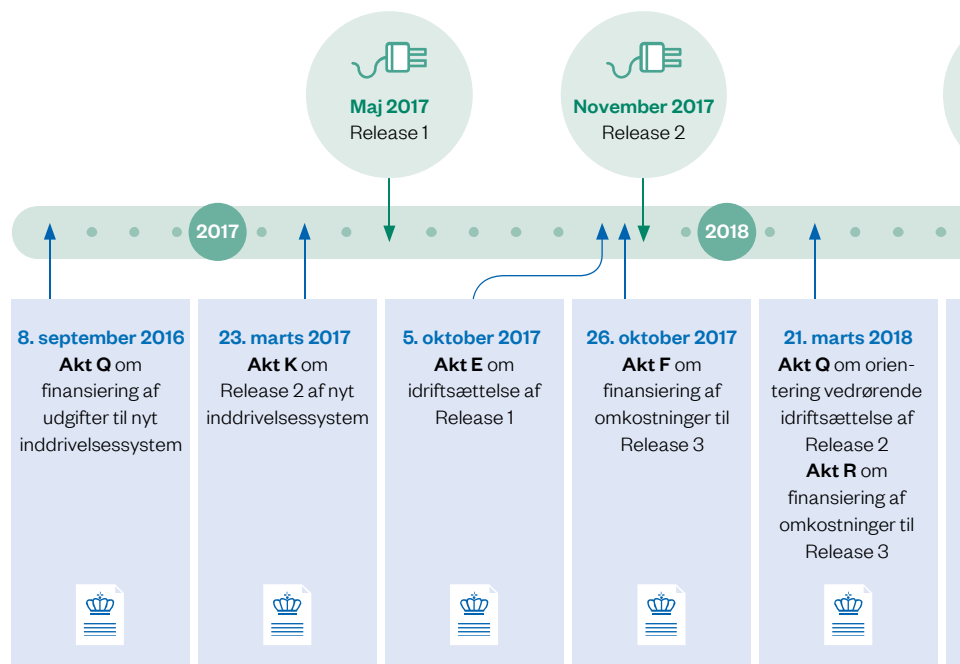 Maj 2017
Release 1
November 2017
Release 2
2017
2018
8. september 2016
Akt Q om
finansiering af
udgifter til nyt
inddrivelsessystem
23. marts 2017
Akt K om
Release 2 af nyt
inddrivelsessystem
5. oktober 2017
Akt E om
idriftsættelse af
Release 1
26. oktober 2017
Akt F om
finansiering af
omkostninger til
Release 3
21. marts 2018
Akt Q om orien-
tering vedrørende
idriftsættelse af
Release 2
Akt R om
finansiering af
omkostninger til
Release 3